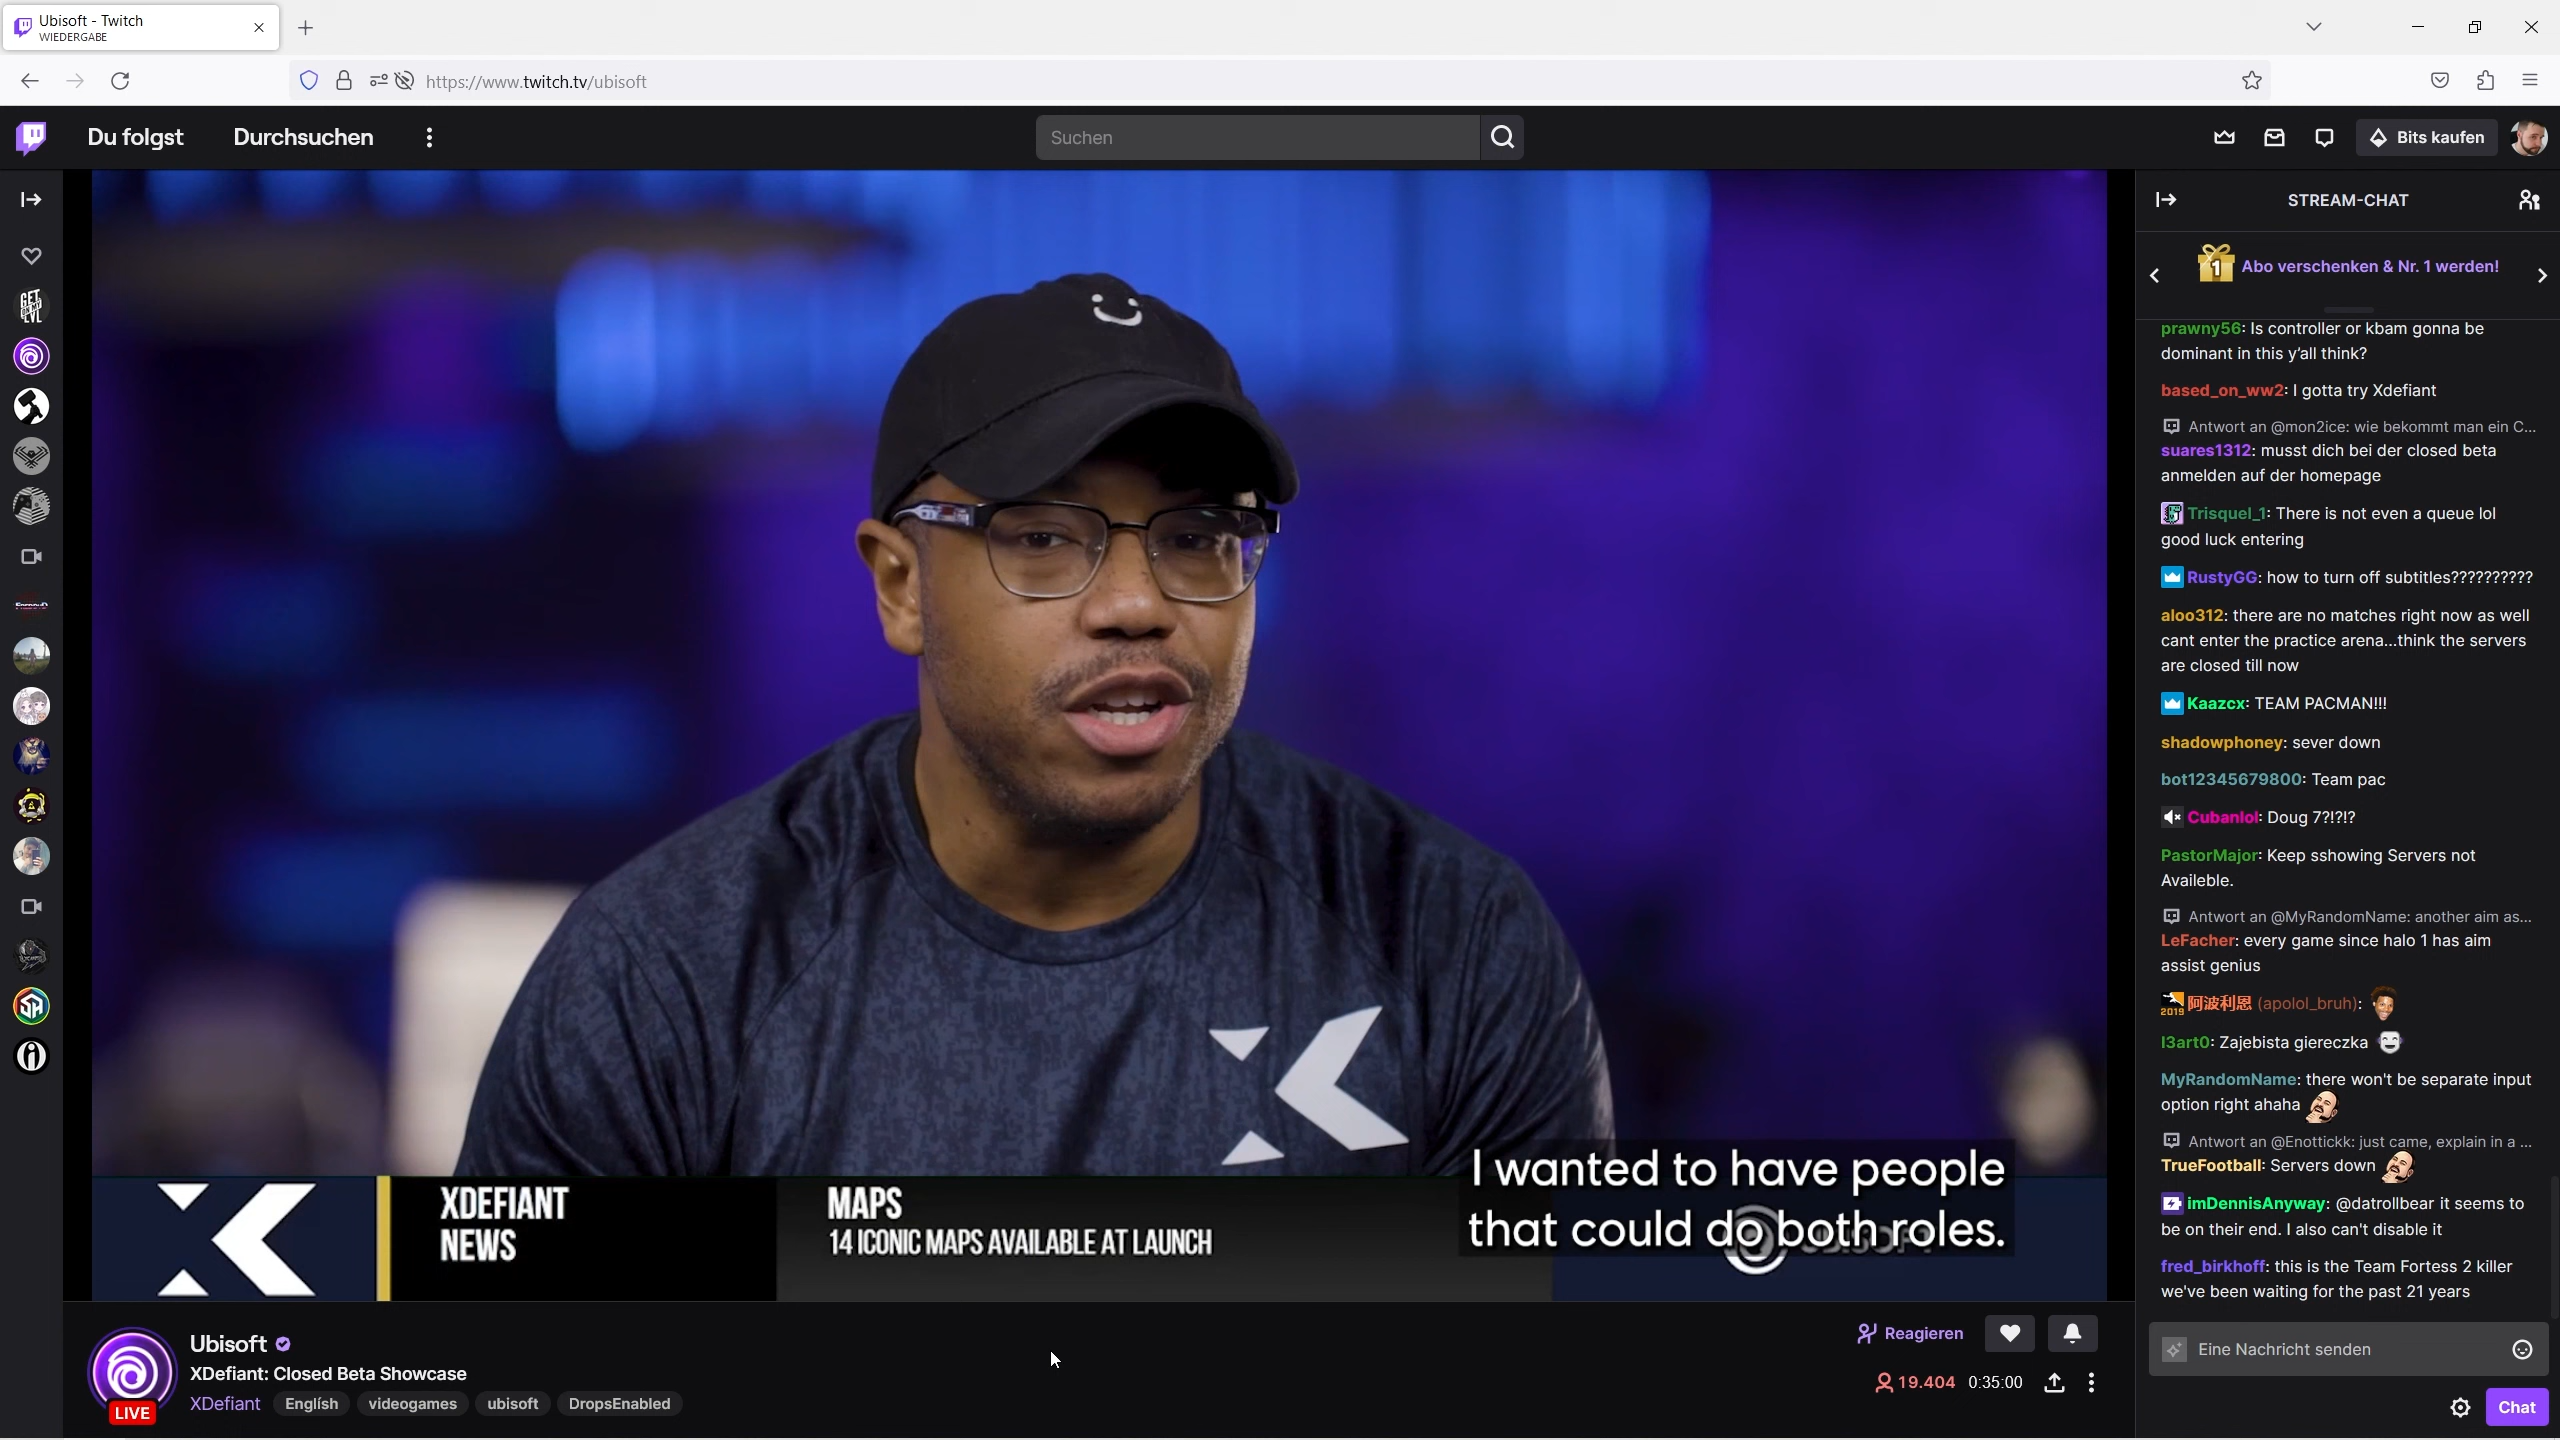 Ubisoft - Twitch
WIEDERGABE
https://www.twitch.tv/ubisoft
Du folgst
Durchsuchen
Suchen
Bits kaufen
GET
LVL
I wanted to have people
that could do both roles.
XDEFIANT
NEWS
MAPS
14 ICONIC MAPS AVAILABLE AT LAUNCH
Ubisoft
XDefiant: Closed Beta Showcase
XDefiant
English
videogames
ubisoft
DropsEnabled
LIVE
Reagieren
19.404
0:35:00
STREAM-CHAT
1
Abo verschenken & Nr. 1 werden!
prawny56: Is controller or kbam gonna be
dominant in this y'all think?
based_on_ww2: I gotta try Xdefiant
Antwort an @mon2ice: wie bekommt man ein C...
suares1312: musst dich bei der closed beta
anmelden auf der homepage
Trisquel_1: There is not even a queue lol
good luck entering
RustyGG: how to turn off subtitles??????????
aloo312: there are no matches right now as well
cant enter the practice arena...think the servers
are closed till now
Kaazcx: TEAM PACMAN!!!
shadowphoney: sever down
bot12345679800: Team pac
Cubanlol: Doug 7?!?!?
PastorMajor: Keep sshowing Servers not
Availeble.
Antwort an @MyRandomName: another aim as...
LeFacher: every game since halo 1 has aim
assist genius
2019 阿波利恩 (apolol_bruh):
l3art0: Zajebista giereczka
MyRandomName: there won't be separate input
option right ahaha
Antwort an @Enottickk: just came, explain in a ...
TrueFootball: Servers down
imDennisAnyway: @datrollbear it seems to
be on their end. I also can't disable it
fred_birkhoff: this is the Team Fortess 2 killer
we've been waiting for the past 21 years
Eine Nachricht senden
Chat